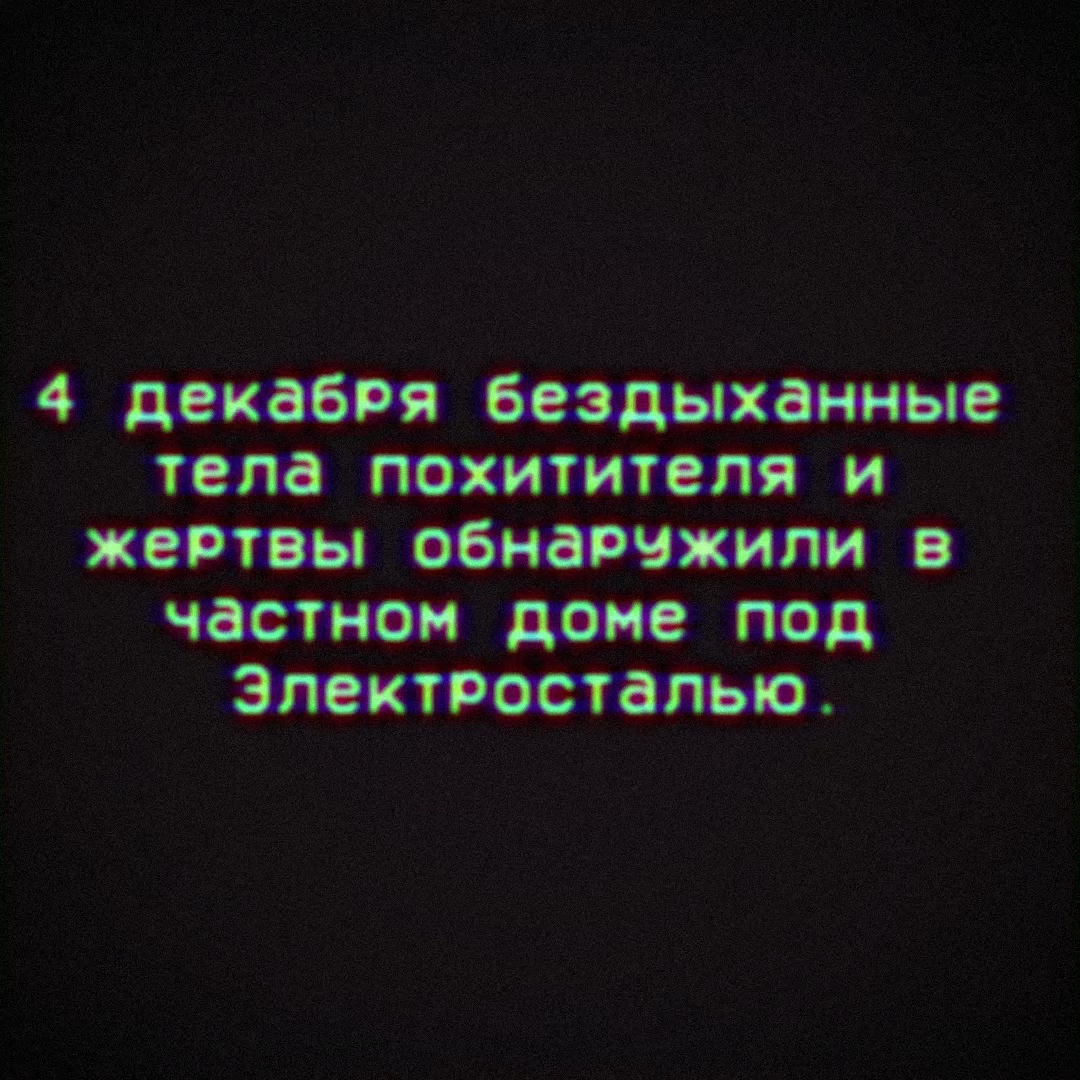 4 декабря бездыханные
тела похитителя и
жертвы обнаружили в
частном доме под
Электросталью.